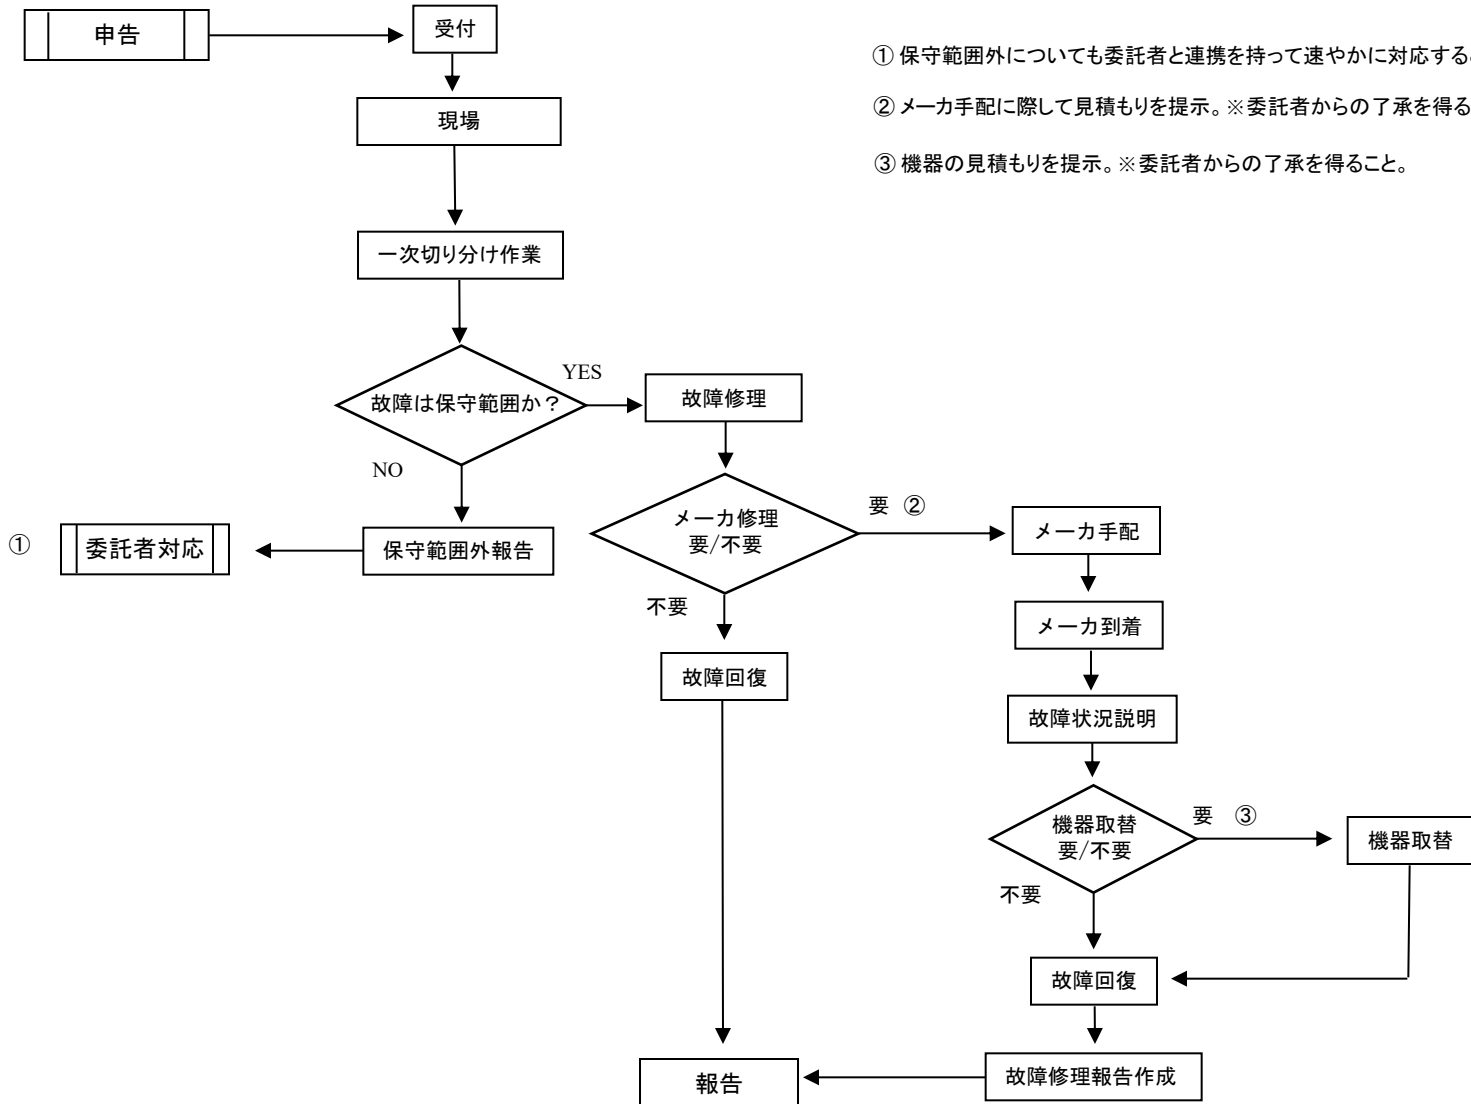 申告
受付
① 保守範囲外についても委託者と連携を持って速やかに対応する
現場
② メーカ手配に際して見積もりを提示。※委託者からの了承を得る
③ 機器の見積もりを提示。※委託者からの了承を得ること。
一次切り分け作業
故障は保守範囲か？
YES
故障修理
NO
メーカ修理
要/不要
要 ②
メーカ手配
①
委託者対応
保守範囲外報告
不要
メーカ到着
故障回復
故障状況説明
機器取替
要/不要
要 ③
機器取替
不要
故障回復
故障修理報告作成
報告